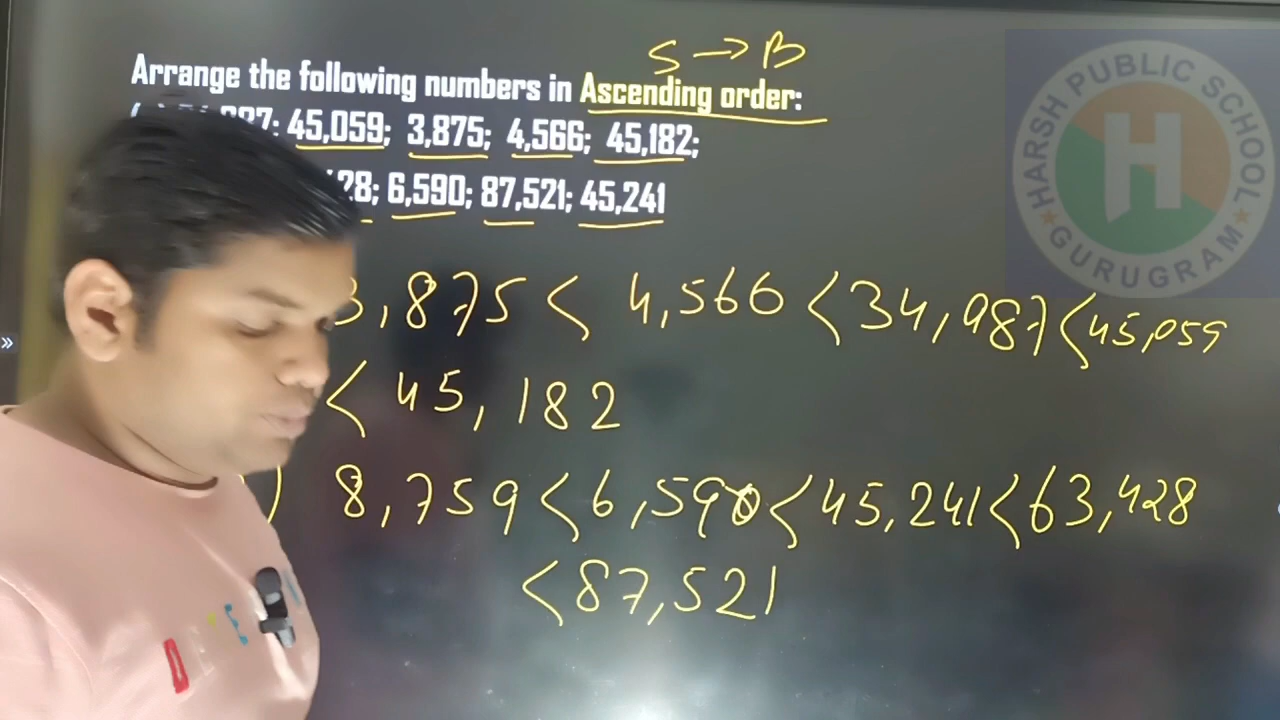 S → B
Arrange the following numbers in Ascending order:
45,059; 3,875; 4,566; 45,182;
28; 6,590; 87,521; 45,241
3,875 < 4,566 < 34,987 < 45,059
< 45,182
) 8,759 < 6,590 < 45,241 < 63,428
< 87,521
HARSH PUBLIC SCHOOL
H
GURUGRAM
»